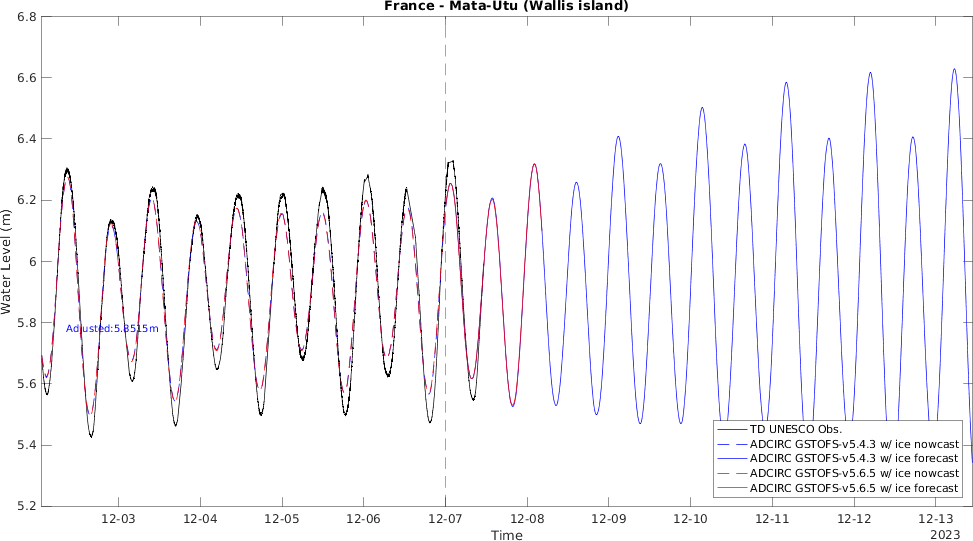 France - Mata-Utu (Wallis island)
6.8
6.6
6.4
6.2
6
5.8
5.6
5.4
5.2
Water Level (m)
Adjusted:5.8515m
TD UNESCO Obs.
ADCIRC GSTOFS-v5.4.3 w/ ice nowcast
ADCIRC GSTOFS-v5.4.3 w/ ice forecast
ADCIRC GSTOFS-v5.6.5 w/ ice nowcast
ADCIRC GSTOFS-v5.6.5 w/ ice forecast
12-03 12-04 12-05 12-06 12-07 12-08 12-09 12-10 12-11 12-12 12-13
2023
Time